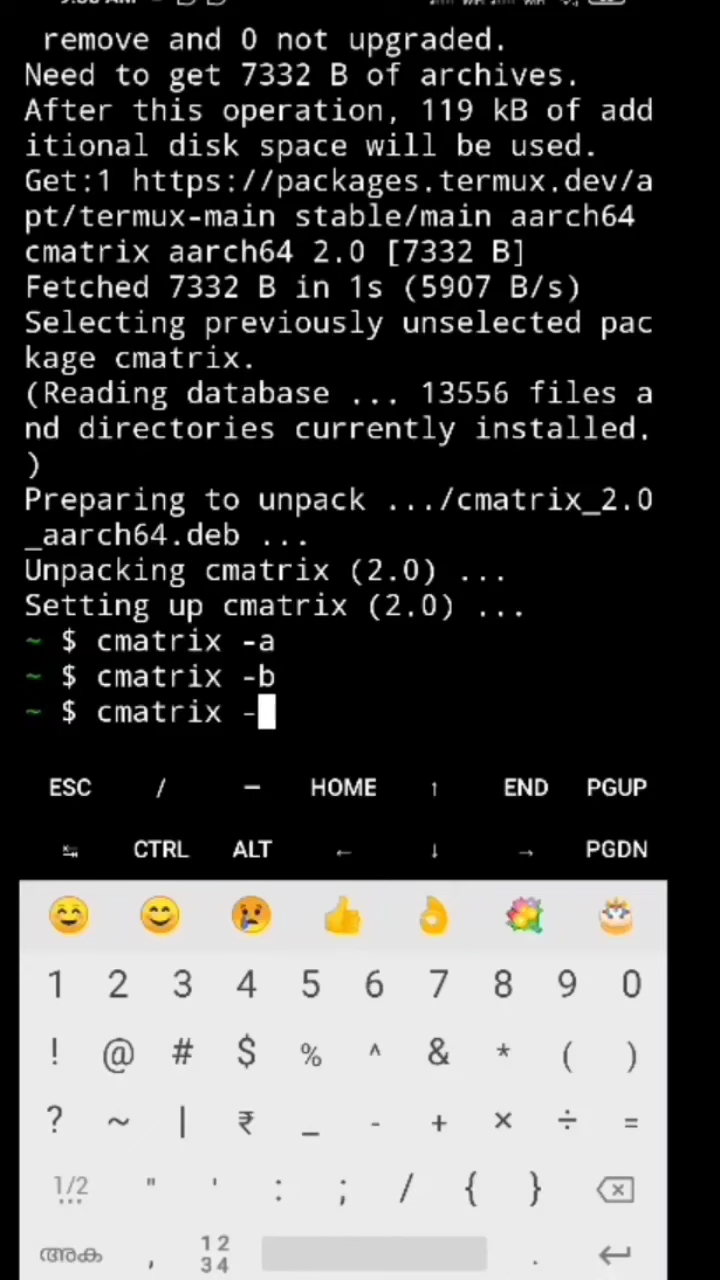 remove and 0 not upgraded.
Need to get 7332 B of archives.
After this operation, 119 kB of add
itional disk space will be used.
Get:1 https://packages.termux.dev/a
pt/termux-main stable/main aarch64
cmatrix aarch64 2.0 [7332 B]
Fetched 7332 B in 1s (5907 B/s)
Selecting previously unselected pac
kage cmatrix.
(Reading database ... 13556 files a
nd directories currently installed.
)
Preparing to unpack .../cmatrix_2.0
_aarch64.deb ...
Unpacking cmatrix (2.0) ...
Setting up cmatrix (2.0) ...
~ $ cmatrix -a
~ $ cmatrix -b
~ $ cmatrix -
ESC / — HOME ↑ END PGUP
↹ CTRL ALT ← ↓ → PGDN
1 2 3 4 5 6 7 8 9 0
! @ # $ % ^ & * ( )
? ~ | ₹ _ - + × ÷ =
1/2 " ' : ; / { }
അക , 12 34 .